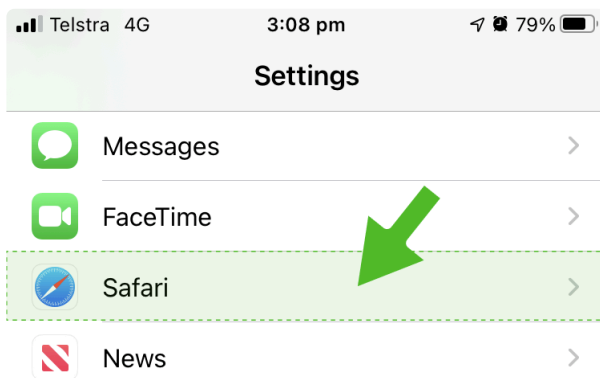 Telstra 4G 3:08 pm 79%
Settings
Messages
FaceTime
Safari
News